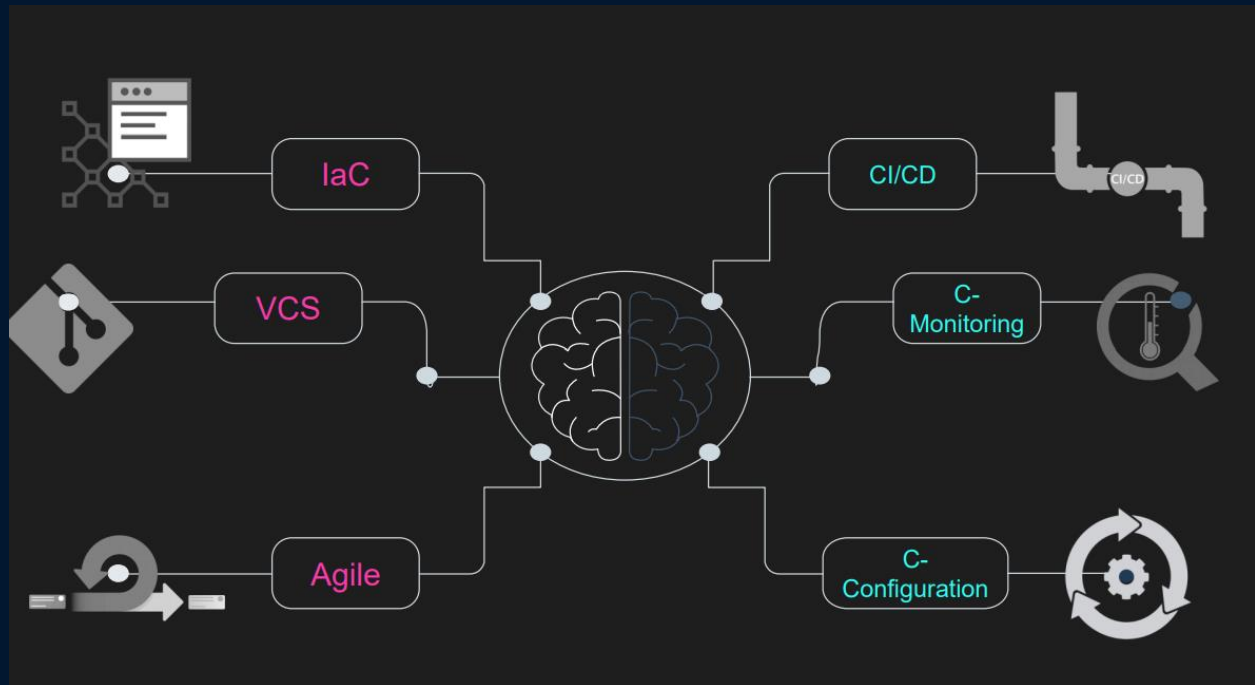 IaC
CI/CD
CI/CD
VCS
C-
Monitoring
Agile
C-
Configuration